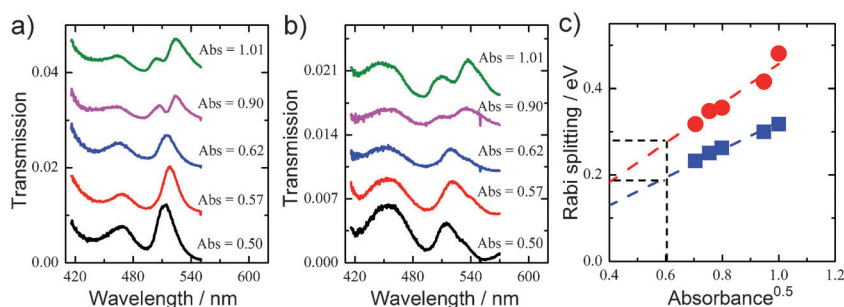 a)
0.04
0.02
0.00
Transmission
420
480
540
600
Wavelength / nm
Abs = 1.01
Abs = 0.90
Abs = 0.62
Abs = 0.57
Abs = 0.50
b)
0.021
0.014
0.007
0.000
Transmission
420
480
540
600
Wavelength / nm
Abs = 1.01
Abs = 0.90
Abs = 0.62
Abs = 0.57
Abs = 0.50
c)
0.4
0.2
0.0
Rabi splitting / eV
0.4
0.6
0.8
1.0
1.2
Absorbance0.5